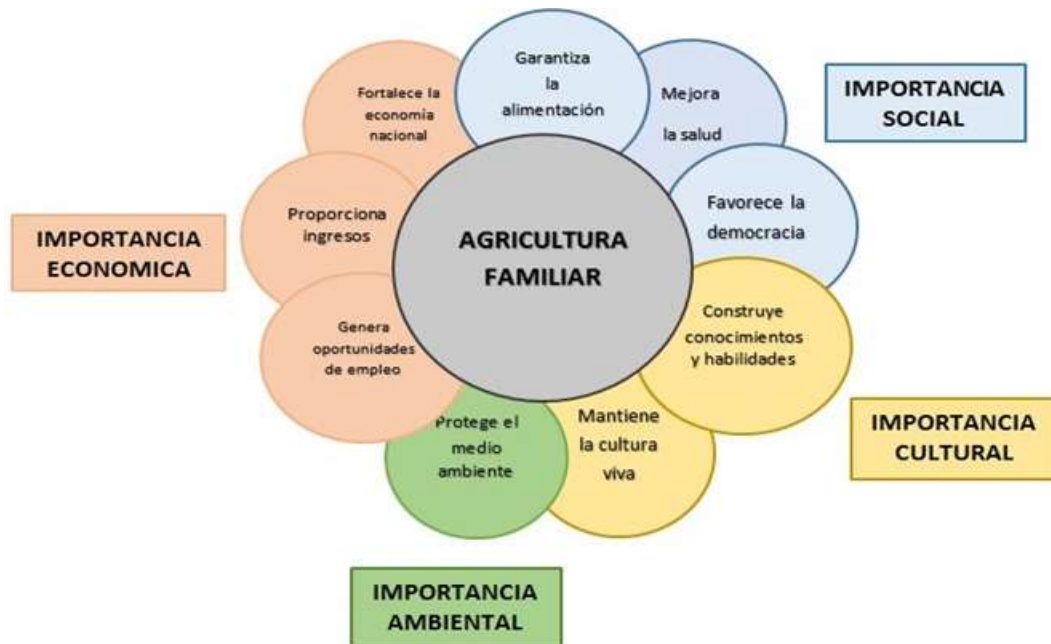 Garantiza
la
alimentación
Mejora
la salud
IMPORTANCIA
SOCIAL
Favorece la
democracia
Construye
conocimientos
y habilidades
IMPORTANCIA
CULTURAL
Mantiene
la cultura
viva
Protege el
medio
ambiente
IMPORTANCIA
AMBIENTAL
Genera
oportunidades
de empleo
Proporciona
ingresos
Fortalece la
economía
nacional
IMPORTANCIA
ECONOMICA
AGRICULTURA
FAMILIAR